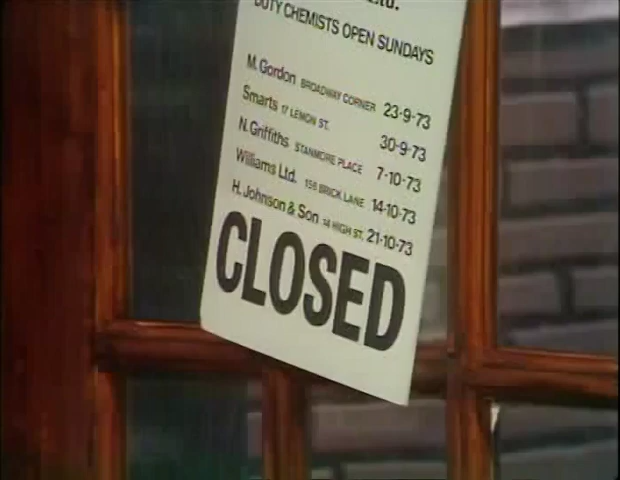 Ltd.
DUTY CHEMISTS OPEN SUNDAYS
M. Gordon BROADWAY CORNER 23-9-73
Smarts 17 LEMON ST. 30-9-73
N. Griffiths STANMORE PLACE 7-10-73
Williams Ltd. 158 BRICK LANE 14-10-73
H. Johnson & Son 14 HIGH ST. 21-10-73
CLOSED